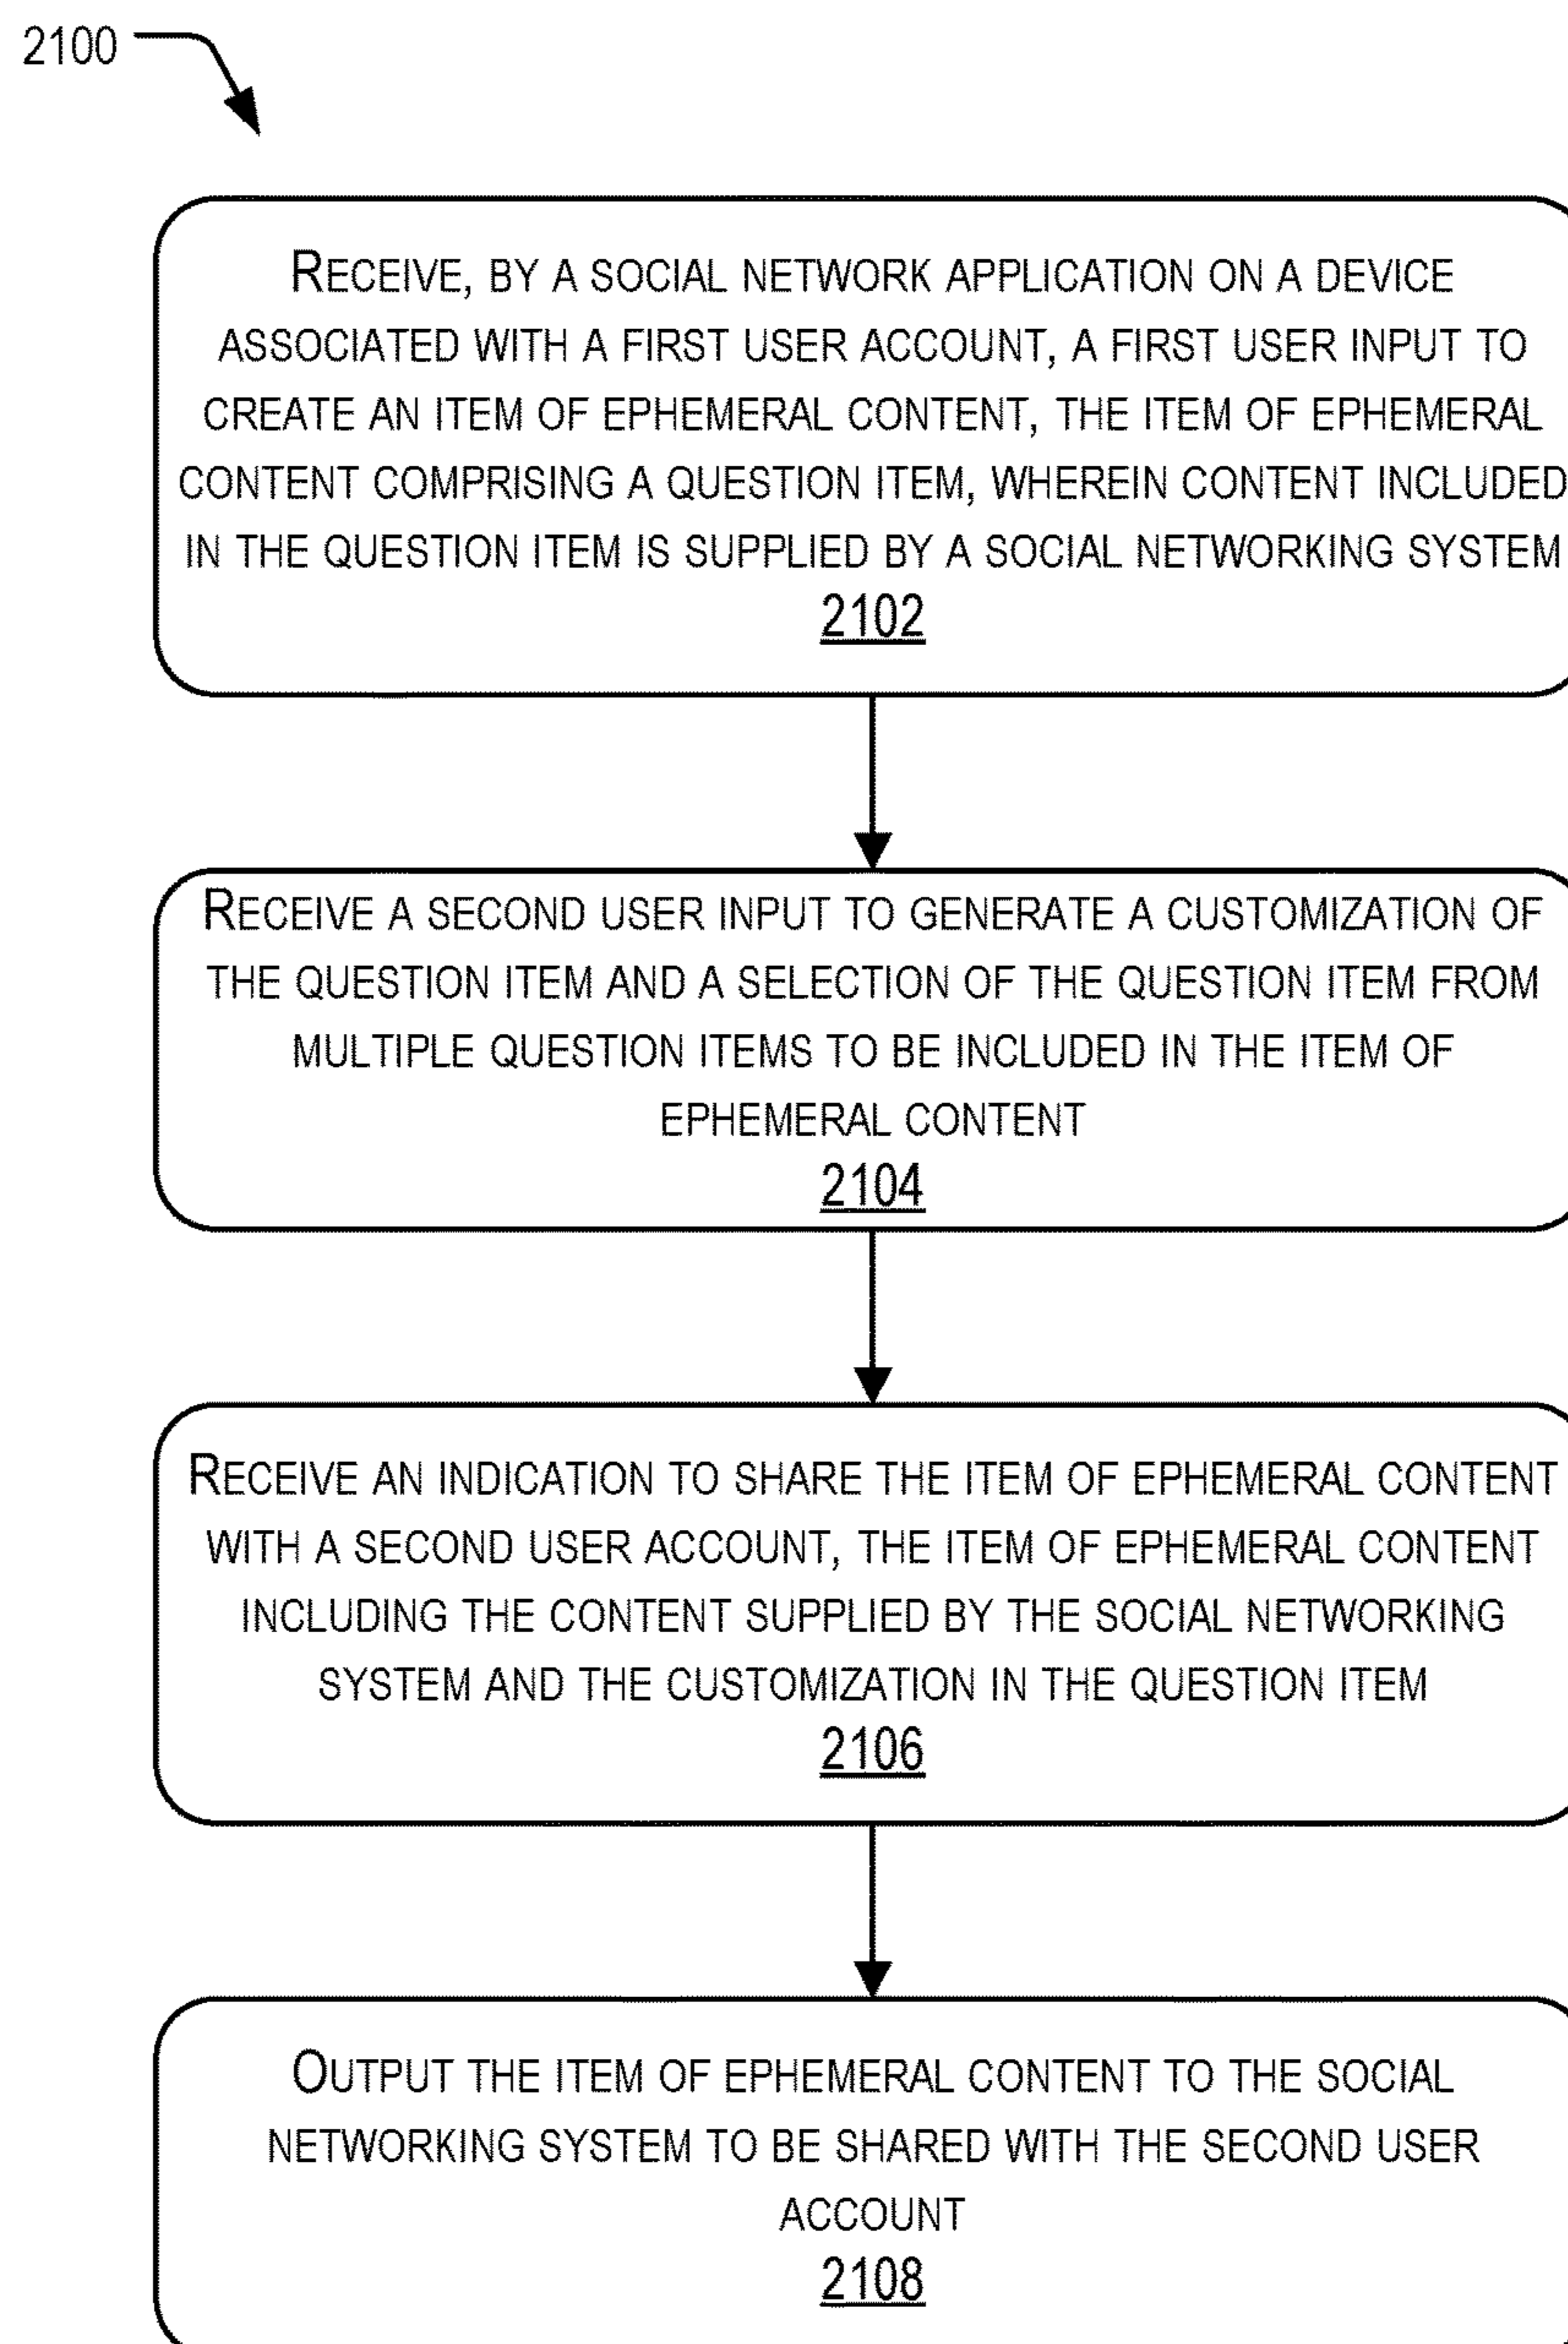 2100
RECEIVE, BY A SOCIAL NETWORK APPLICATION ON A DEVICE
ASSOCIATED WITH A FIRST USER ACCOUNT, A FIRST USER INPUT TO
CREATE AN ITEM OF EPHEMERAL CONTENT, THE ITEM OF EPHEMERAL
CONTENT COMPRISING A QUESTION ITEM, WHEREIN CONTENT INCLUDED
IN THE QUESTION ITEM IS SUPPLIED BY A SOCIAL NETWORKING SYSTEM
2102
RECEIVE A SECOND USER INPUT TO GENERATE A CUSTOMIZATION OF
THE QUESTION ITEM AND A SELECTION OF THE QUESTION ITEM FROM
MULTIPLE QUESTION ITEMS TO BE INCLUDED IN THE ITEM OF
EPHEMERAL CONTENT
2104
RECEIVE AN INDICATION TO SHARE THE ITEM OF EPHEMERAL CONTENT
WITH A SECOND USER ACCOUNT, THE ITEM OF EPHEMERAL CONTENT
INCLUDING THE CONTENT SUPPLIED BY THE SOCIAL NETWORKING
SYSTEM AND THE CUSTOMIZATION IN THE QUESTION ITEM
2106
OUTPUT THE ITEM OF EPHEMERAL CONTENT TO THE SOCIAL
NETWORKING SYSTEM TO BE SHARED WITH THE SECOND USER
ACCOUNT
2108